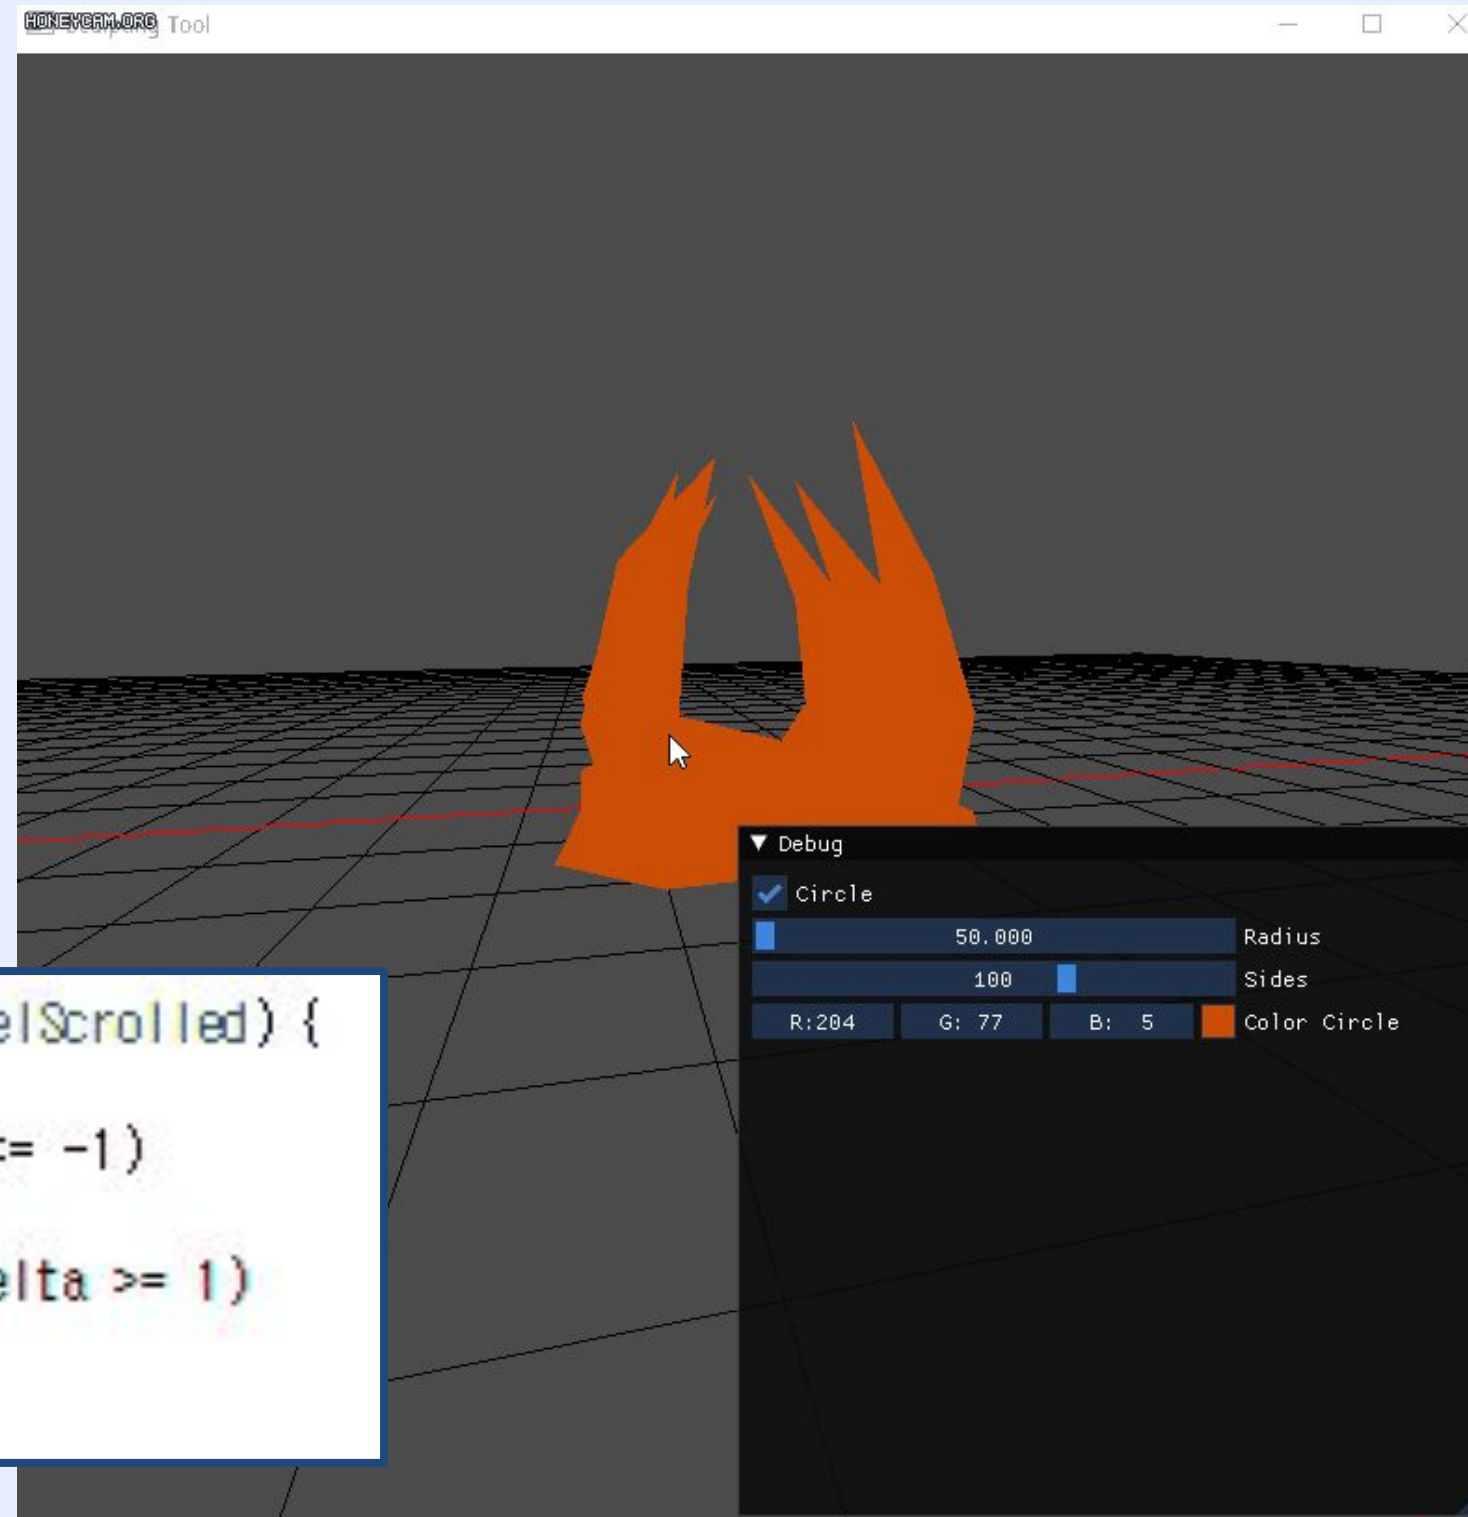 HONEYCAM.ORG
Sculpting Tool
▼ Debug
Circle
50.000 Radius
100 Sides
R:204 G: 77 B: 5 Color Circle
elScrolled) {
<= -1)
elta >= 1)